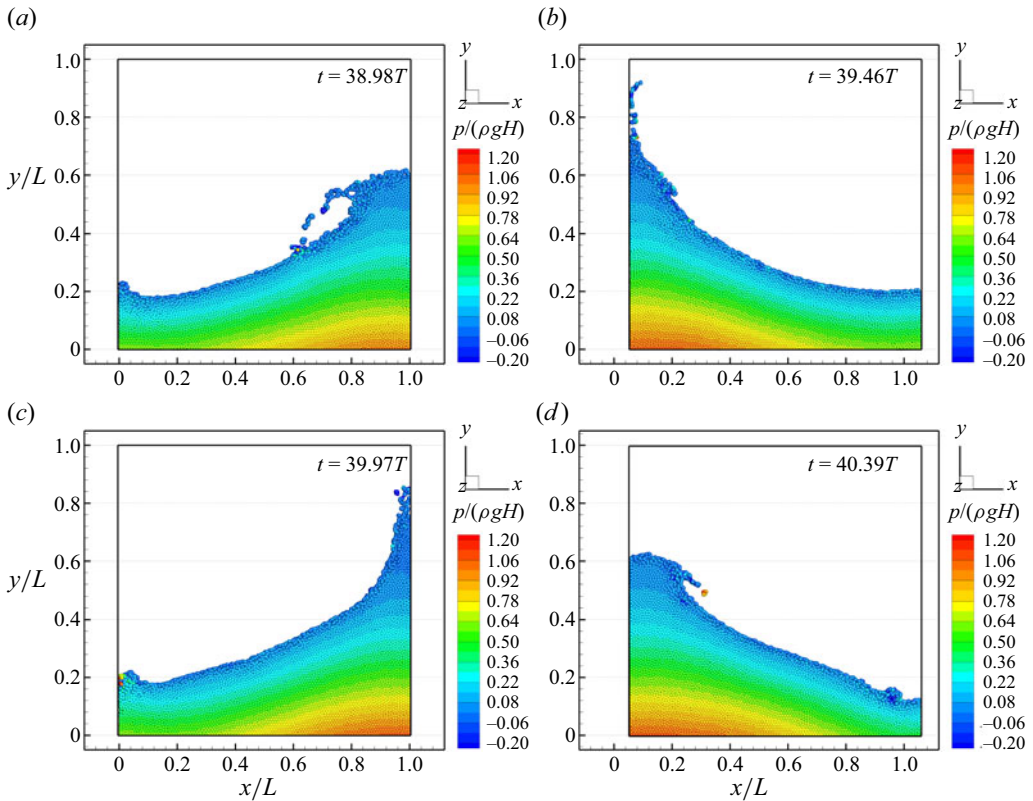 (a)
(b)
y
y
1.0
t = 38.98T
1.0
t = 39.46T
z
x
z
x
0.8
p/(ρgH)
0.8
p/(ρgH)
1.20
1.06
0.92
0.78
0.64
0.50
0.36
0.22
0.08
–0.06
–0.20
1.20
1.06
0.92
0.78
0.64
0.50
0.36
0.22
0.08
–0.06
–0.20
y/L
0.6
0.6
0.4
0.4
0.2
0.2
0
0
0 0.2 0.4 0.6 0.8 1.0
0 0.2 0.4 0.6 0.8 1.0
(c)
(d)
y
y
1.0
t = 39.97T
1.0
t = 40.39T
z
x
z
x
0.8
p/(ρgH)
0.8
p/(ρgH)
1.20
1.06
0.92
0.78
0.64
0.50
0.36
0.22
0.08
–0.06
–0.20
1.20
1.06
0.92
0.78
0.64
0.50
0.36
0.22
0.08
–0.06
–0.20
y/L
0.6
0.6
0.4
0.4
0.2
0.2
0
0
0 0.2 0.4 0.6 0.8 1.0
0 0.2 0.4 0.6 0.8 1.0
x/L
x/L